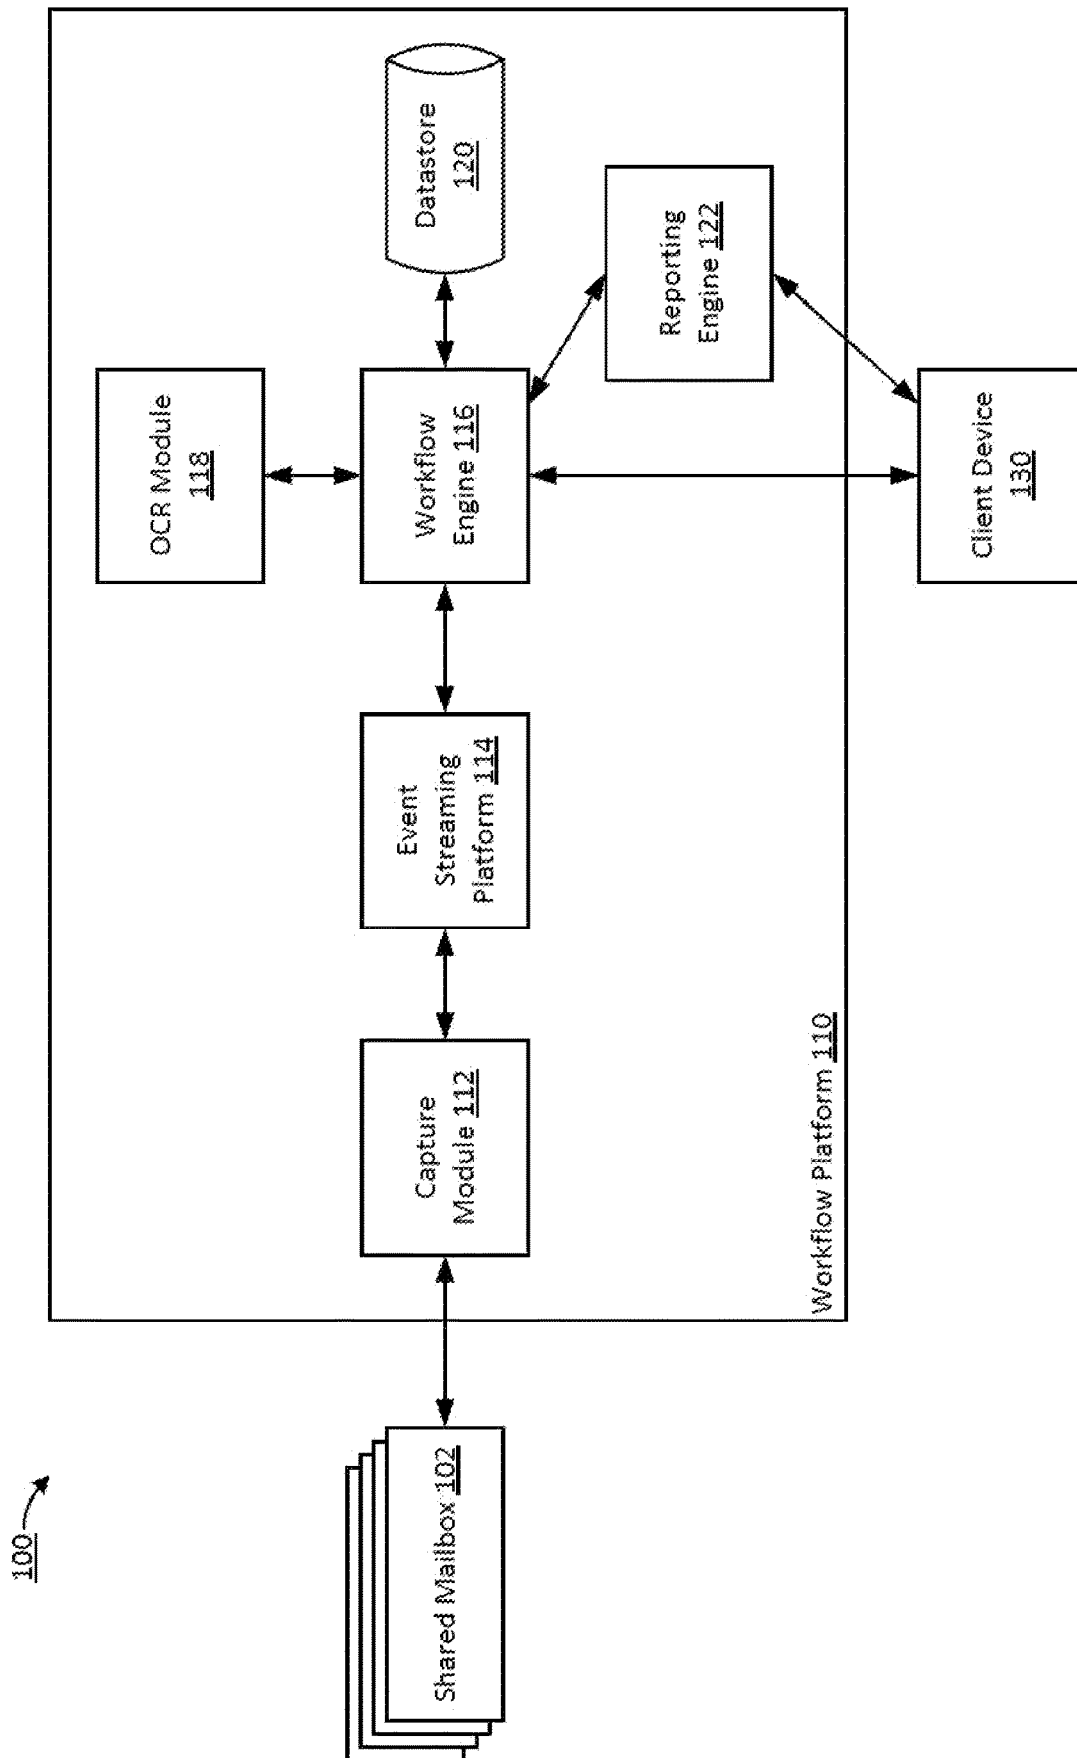 100
OCR Module
118
Shared Mailbox 102
Capture
Module 112
Event
Streaming
Platform 114
Workflow
Engine 116
Datastore
120
Reporting
Engine 122
Workflow Platform 110
Client Device
130